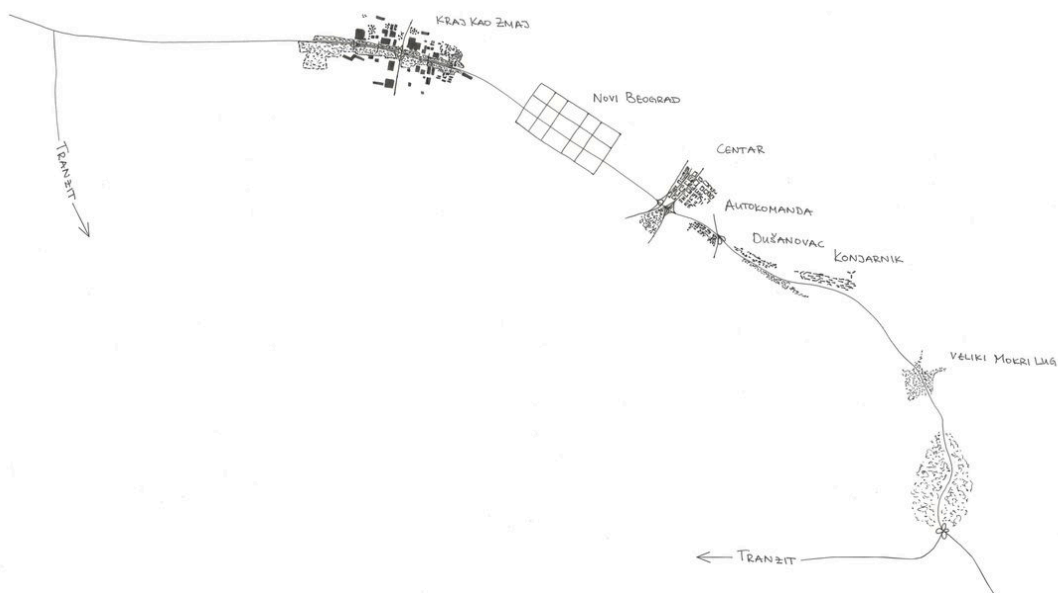 KRAJ KAO ZMAJ
NOVI BEOGRAD
CENTAR
TRANZIT
AUTOKOMANDA
DUŠANOVAC
KONJARNIK
VELIKI MOKRI LUG
TRANZIT